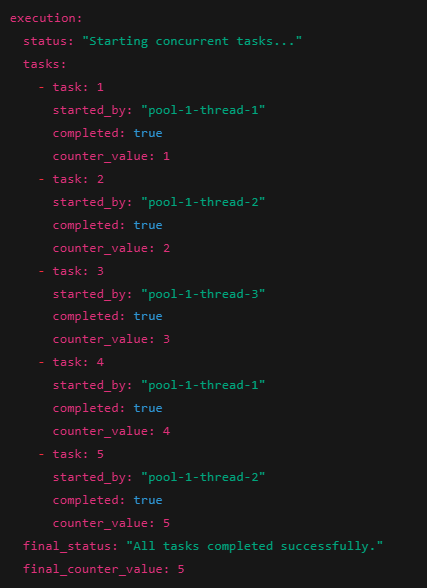 execution:
  status: "Starting concurrent tasks..."
  tasks:
    - task: 1
      started_by: "pool-1-thread-1"
      completed: true
      counter_value: 1
    - task: 2
      started_by: "pool-1-thread-2"
      completed: true
      counter_value: 2
    - task: 3
      started_by: "pool-1-thread-3"
      completed: true
      counter_value: 3
    - task: 4
      started_by: "pool-1-thread-1"
      completed: true
      counter_value: 4
    - task: 5
      started_by: "pool-1-thread-2"
      completed: true
      counter_value: 5
  final_status: "All tasks completed successfully."
  final_counter_value: 5